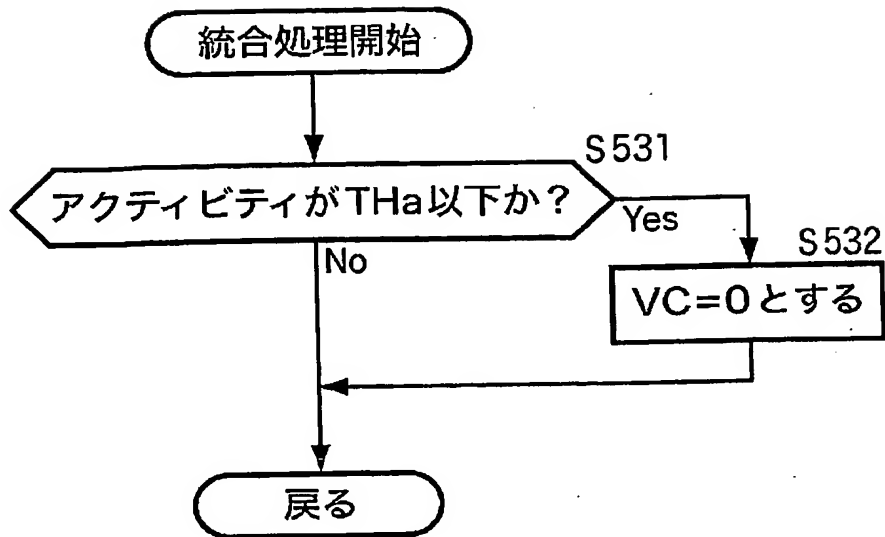 統合処理開始
S531
アクティビティがTHa以下か？
Yes
No
S532
VC=0とする
戻る